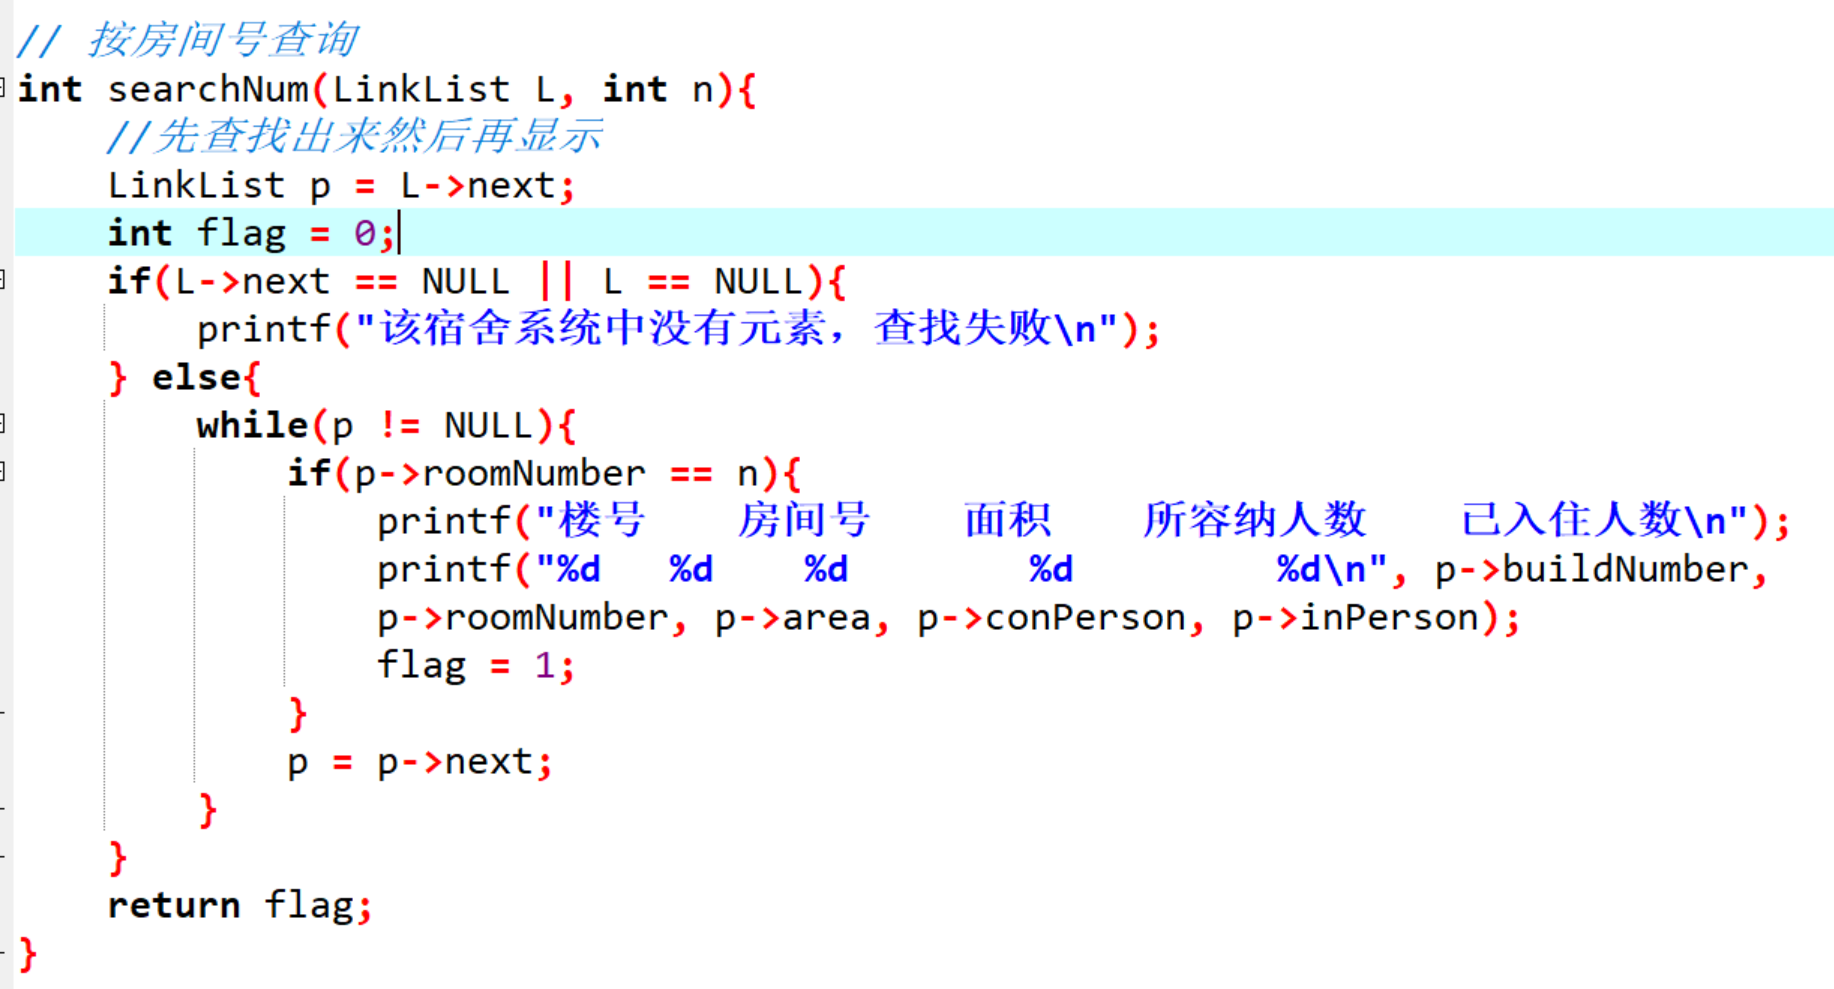 // 按房间号查询
int searchNum(LinkList L, int n){
    //先查找出来然后再显示
    LinkList p = L->next;
    int flag = 0;
    if(L->next == NULL || L == NULL){
        printf("该宿舍系统中没有元素，查找失败\n");
    } else{
        while(p != NULL){
            if(p->roomNumber == n){
                printf("楼号    房间号    面积    所容纳人数    已入住人数\n");
                printf("%d   %d    %d        %d         %d\n", p->buildNumber,
                p->roomNumber, p->area, p->conPerson, p->inPerson);
                flag = 1;
            }
            p = p->next;
        }
    }
    return flag;
}